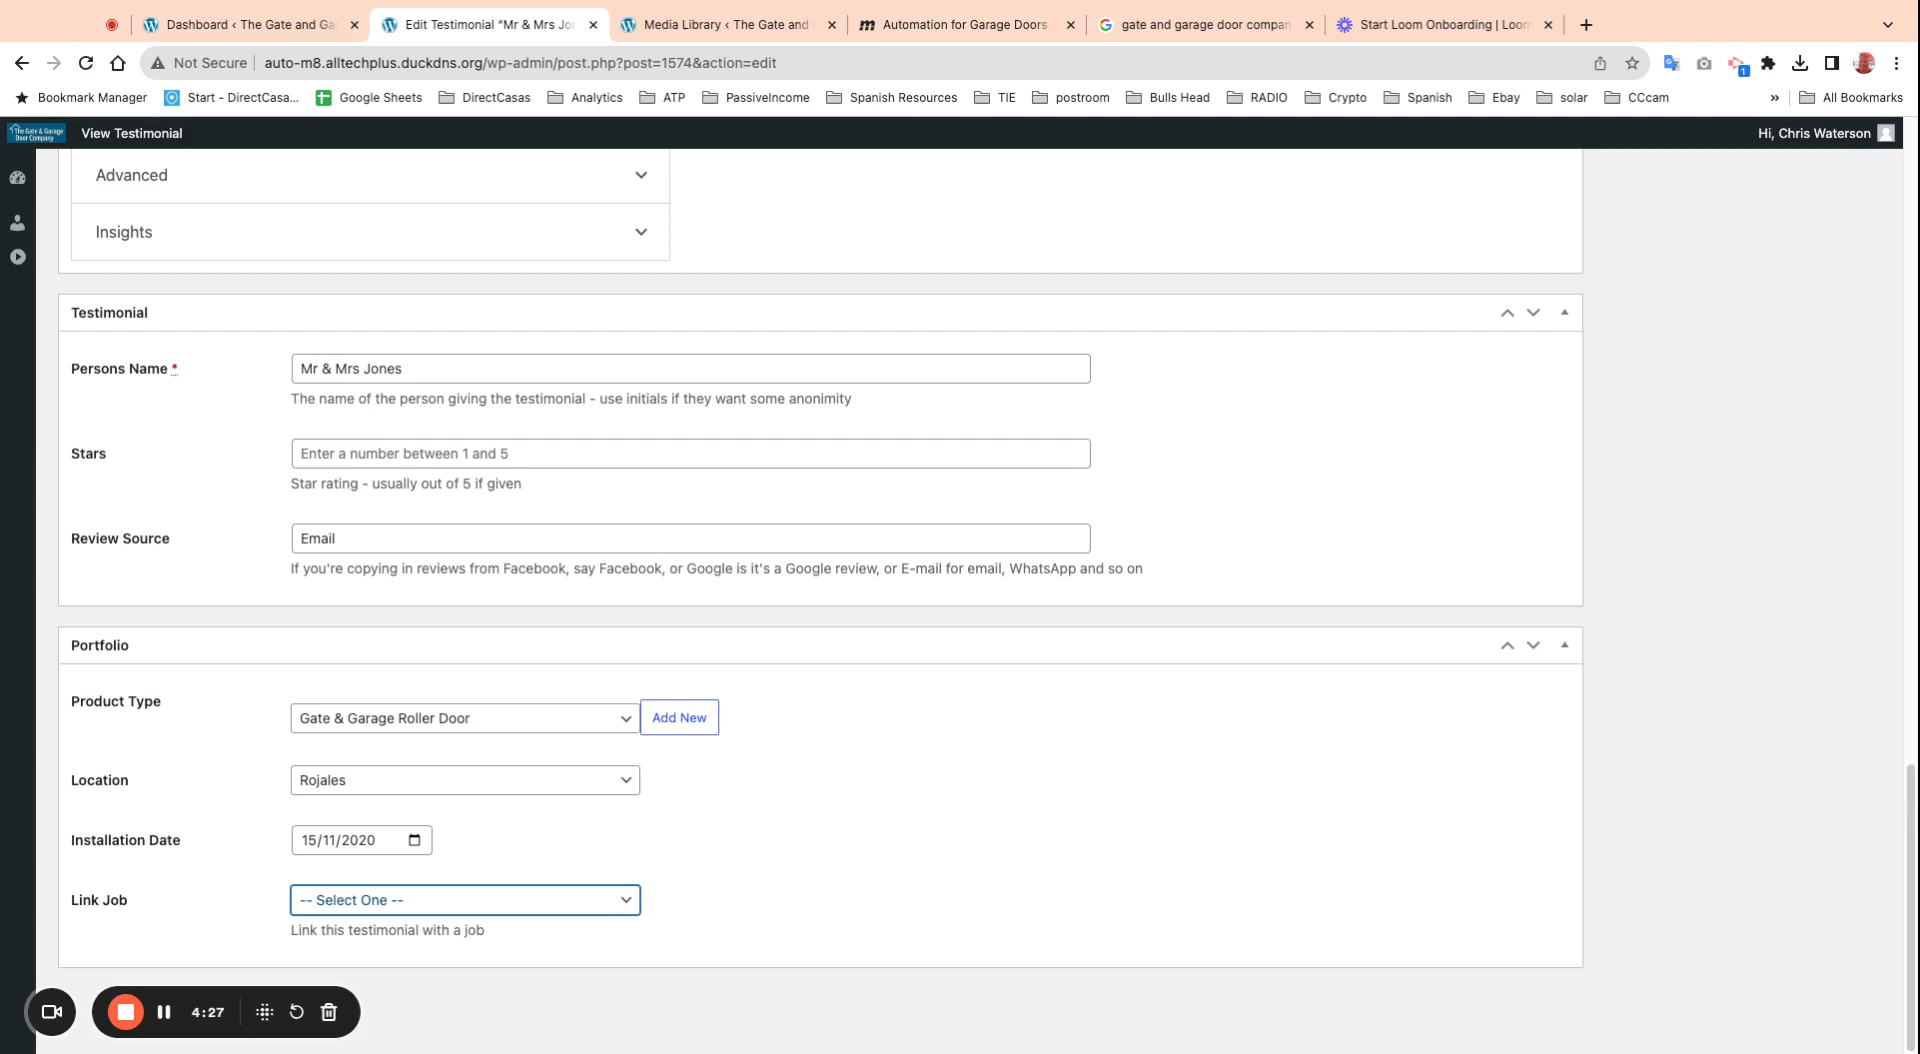 Dashboard ‹ The Gate and Ga
Edit Testimonial "Mr & Mrs Jo
Media Library ‹ The Gate and
Automation for Garage Doors
gate and garage door compan
Start Loom Onboarding | Loom
Not Secure
auto-m8.alltechplus.duckdns.org/wp-admin/post.php?post=1574&action=edit
1
Bookmark Manager
Start - DirectCasa...
Google Sheets
DirectCasas
Analytics
ATP
PassiveIncome
Spanish Resources
TIE
postroom
Bulls Head
RADIO
Crypto
Spanish
Ebay
solar
CCcam
»
All Bookmarks
The Gate & Garage
Door Company
View Testimonial
Hi, Chris Waterson
Advanced
Insights
Testimonial
Persons Name *
Mr & Mrs Jones
The name of the person giving the testimonial - use initials if they want some anonimity
Stars
Enter a number between 1 and 5
Star rating - usually out of 5 if given
Review Source
Email
If you're copying in reviews from Facebook, say Facebook, or Google is it's a Google review, or E-mail for email, WhatsApp and so on
Portfolio
Product Type
Gate & Garage Roller Door
Add New
Location
Rojales
Installation Date
15/11/2020
Link Job
-- Select One --
Link this testimonial with a job
4:27